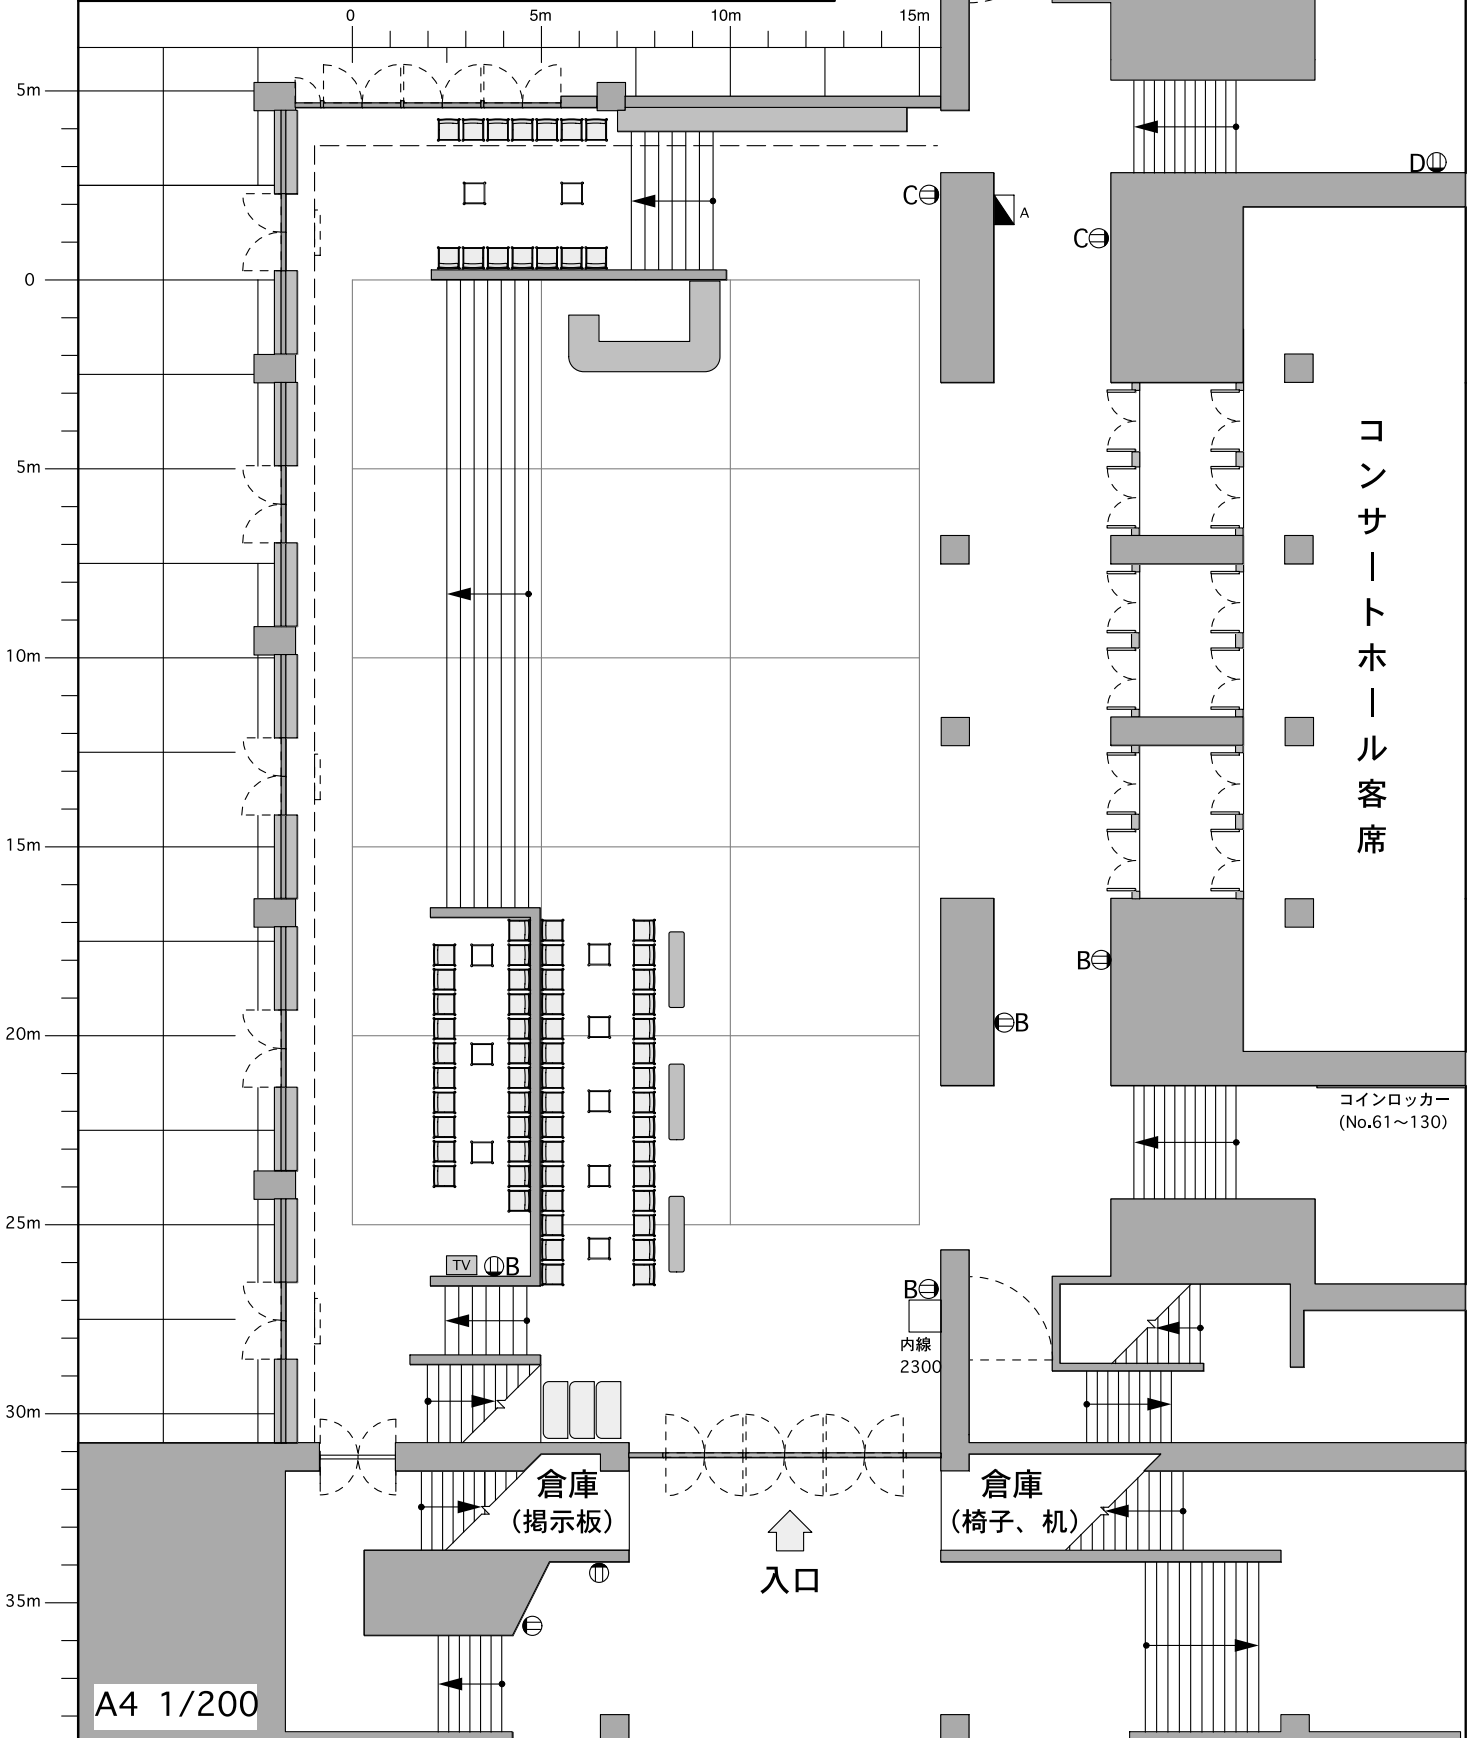 0 5m 10m 15m
5m
D
C
A
C
0
コンサートホール客席
5m
10m
15m
B
B
20m
コインロッカー
(No.61～130)
25m
TV
B
B
内線
2300
30m
倉庫
(掲示板)
倉庫
(椅子、机)
入口
35m
A4 1/200